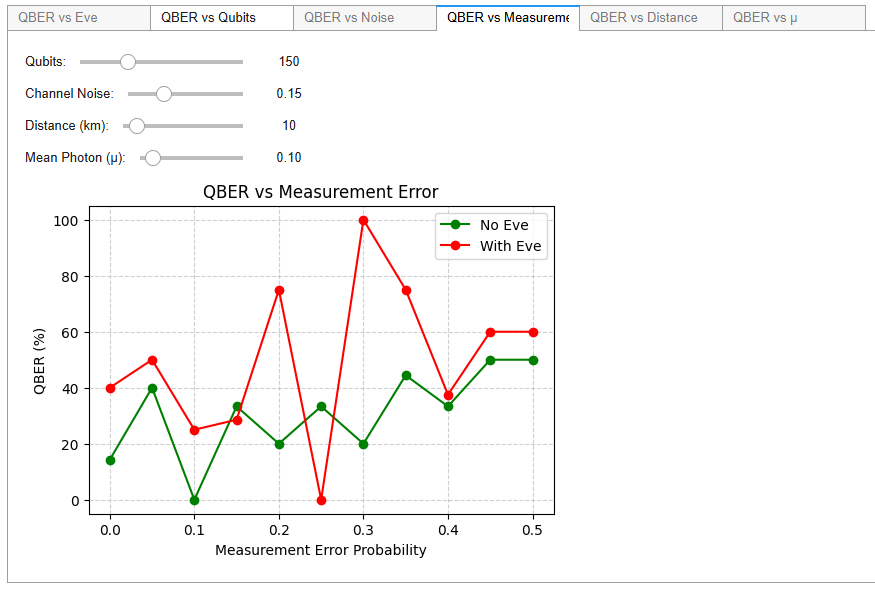 QBER vs Eve
QBER vs Qubits
QBER vs Noise
QBER vs Measureme
QBER vs Distance
QBER vs μ
Qubits: 150
Channel Noise: 0.15
Distance (km): 10
Mean Photon (μ): 0.10
QBER vs Measurement Error
No Eve
With Eve
100
80
60
40
20
0
QBER (%)
0.0 0.1 0.2 0.3 0.4 0.5
Measurement Error Probability